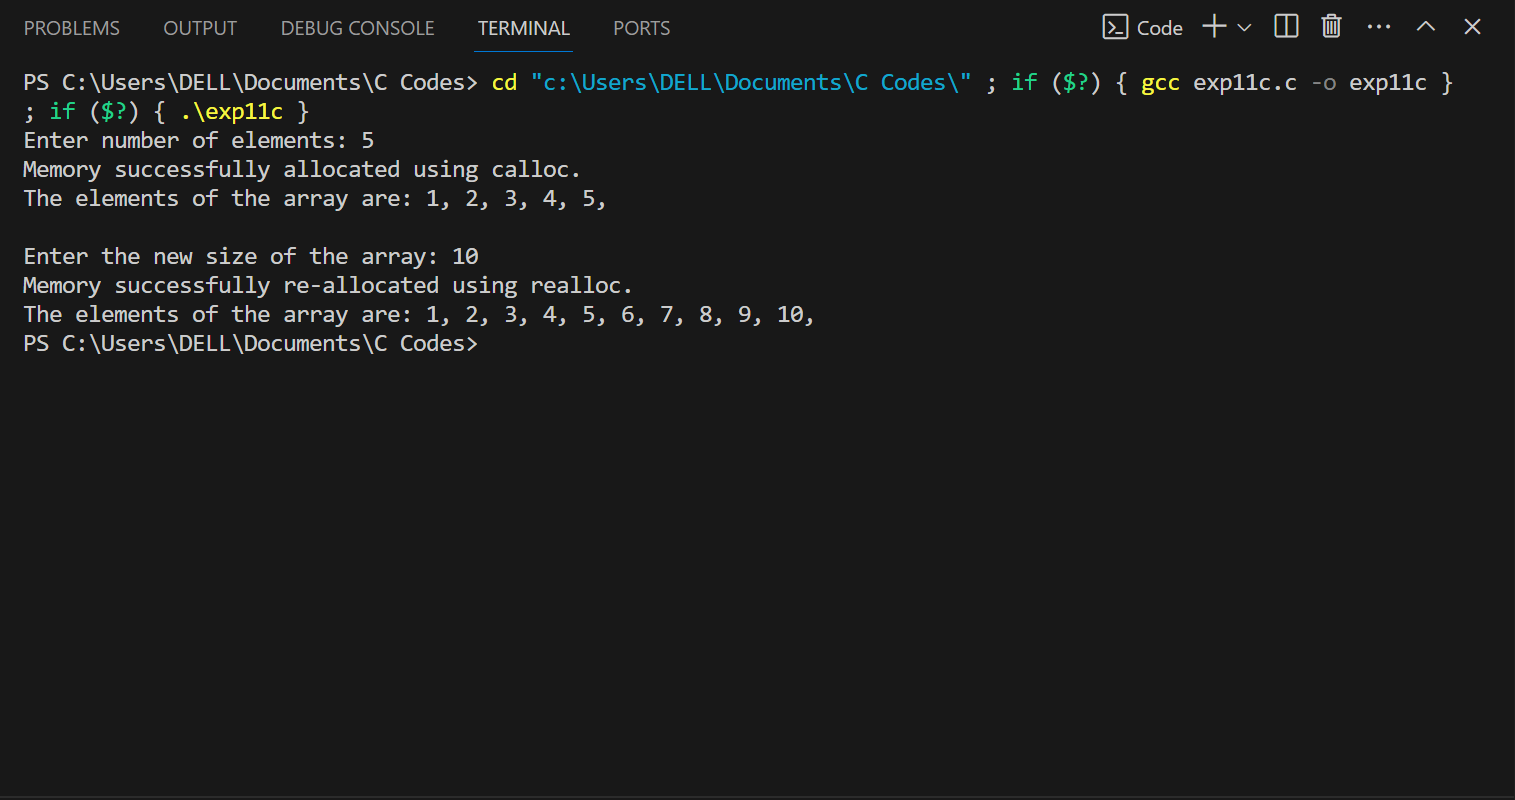 PROBLEMS OUTPUT DEBUG CONSOLE TERMINAL PORTS Code
PS C:\Users\DELL\Documents\C Codes> cd "c:\Users\DELL\Documents\C Codes\" ; if ($?) { gcc exp11c.c -o exp11c }
; if ($?) { .\exp11c }
Enter number of elements: 5
Memory successfully allocated using calloc.
The elements of the array are: 1, 2, 3, 4, 5,
Enter the new size of the array: 10
Memory successfully re-allocated using realloc.
The elements of the array are: 1, 2, 3, 4, 5, 6, 7, 8, 9, 10,
PS C:\Users\DELL\Documents\C Codes>